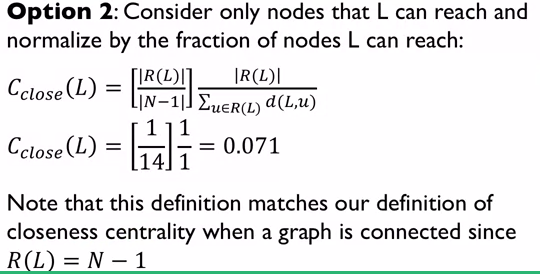 Option 2: Consider only nodes that L can reach and
normalize by the fraction of nodes L can reach:
C_close(L) = [|R(L)| / |N−1|] |R(L)| / ∑_{u∈R(L)} d(L,u)
C_close(L) = [1/14] 1/1 = 0.071
Note that this definition matches our definition of
closeness centrality when a graph is connected since
R(L) = N − 1